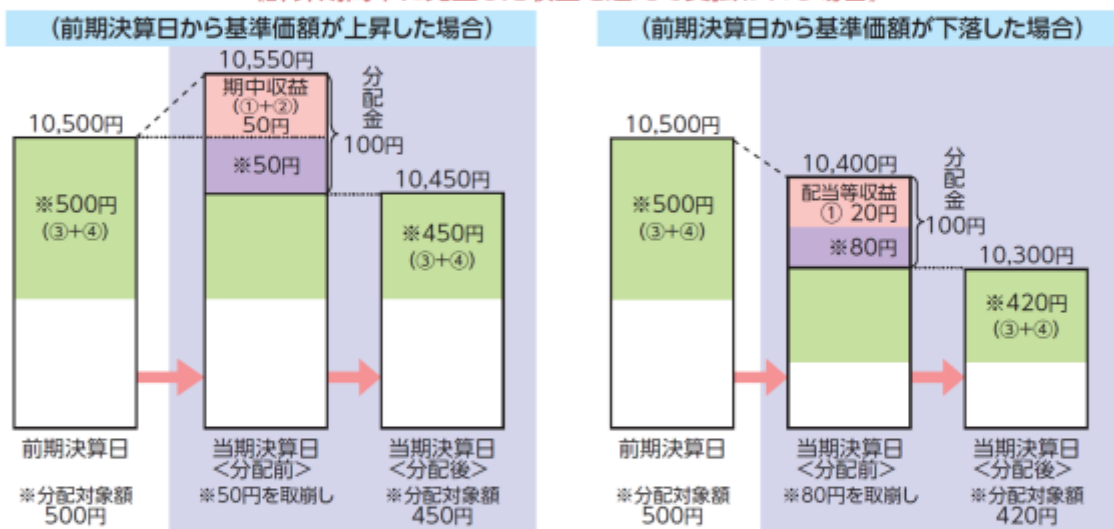 (前期決算日から基準価額が上昇した場合)
10,550円
期中収益
(①+②)
50円
分配金
100円
10,500円
※50円
10,450円
※500円
(③+④)
※450円
(③+④)
前期決算日
当期決算日
<分配前>
当期決算日
<分配後>
※分配対象額
500円
※50円を取崩し
※分配対象額
450円
(前期決算日から基準価額が下落した場合)
10,500円
10,400円
配当等収益
① 20円
分配金
100円
※500円
(③+④)
※80円
10,300円
※420円
(③+④)
前期決算日
当期決算日
<分配前>
当期決算日
<分配後>
※分配対象額
500円
※80円を取崩し
※分配対象額
420円